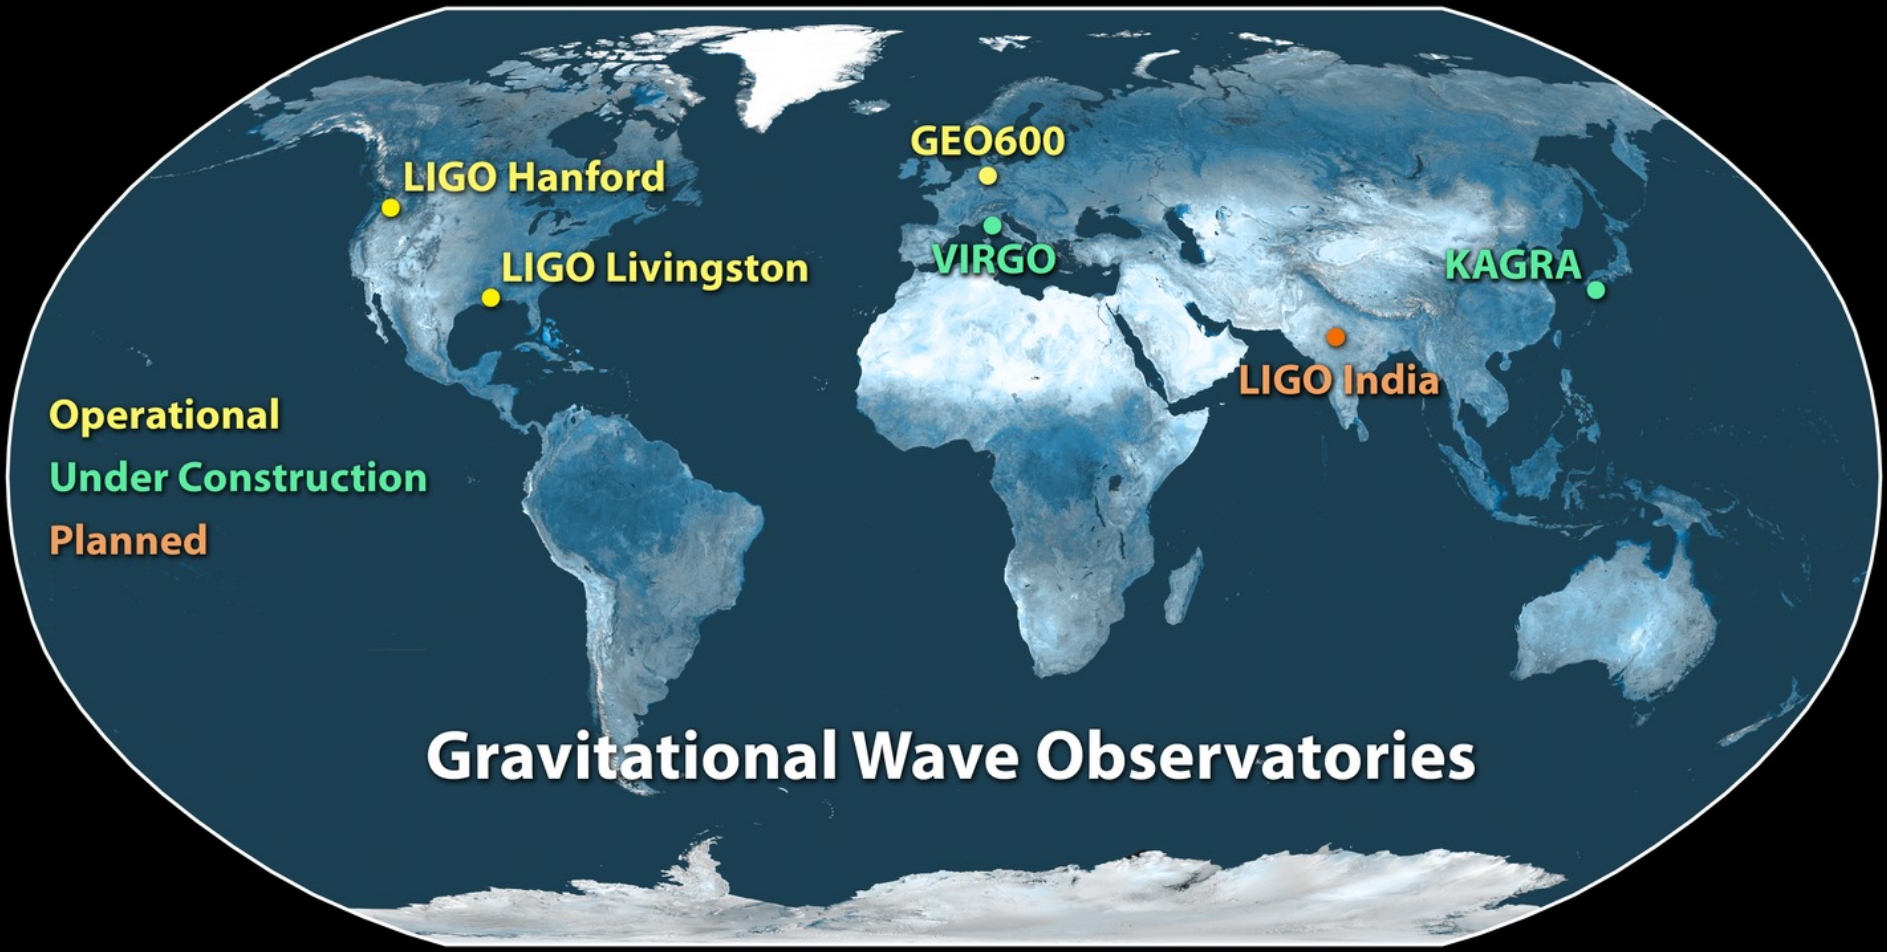 GEO600
LIGO Hanford
LIGO Livingston
VIRGO
KAGRA
LIGO India
Operational
Under Construction
Planned
Gravitational Wave Observatories